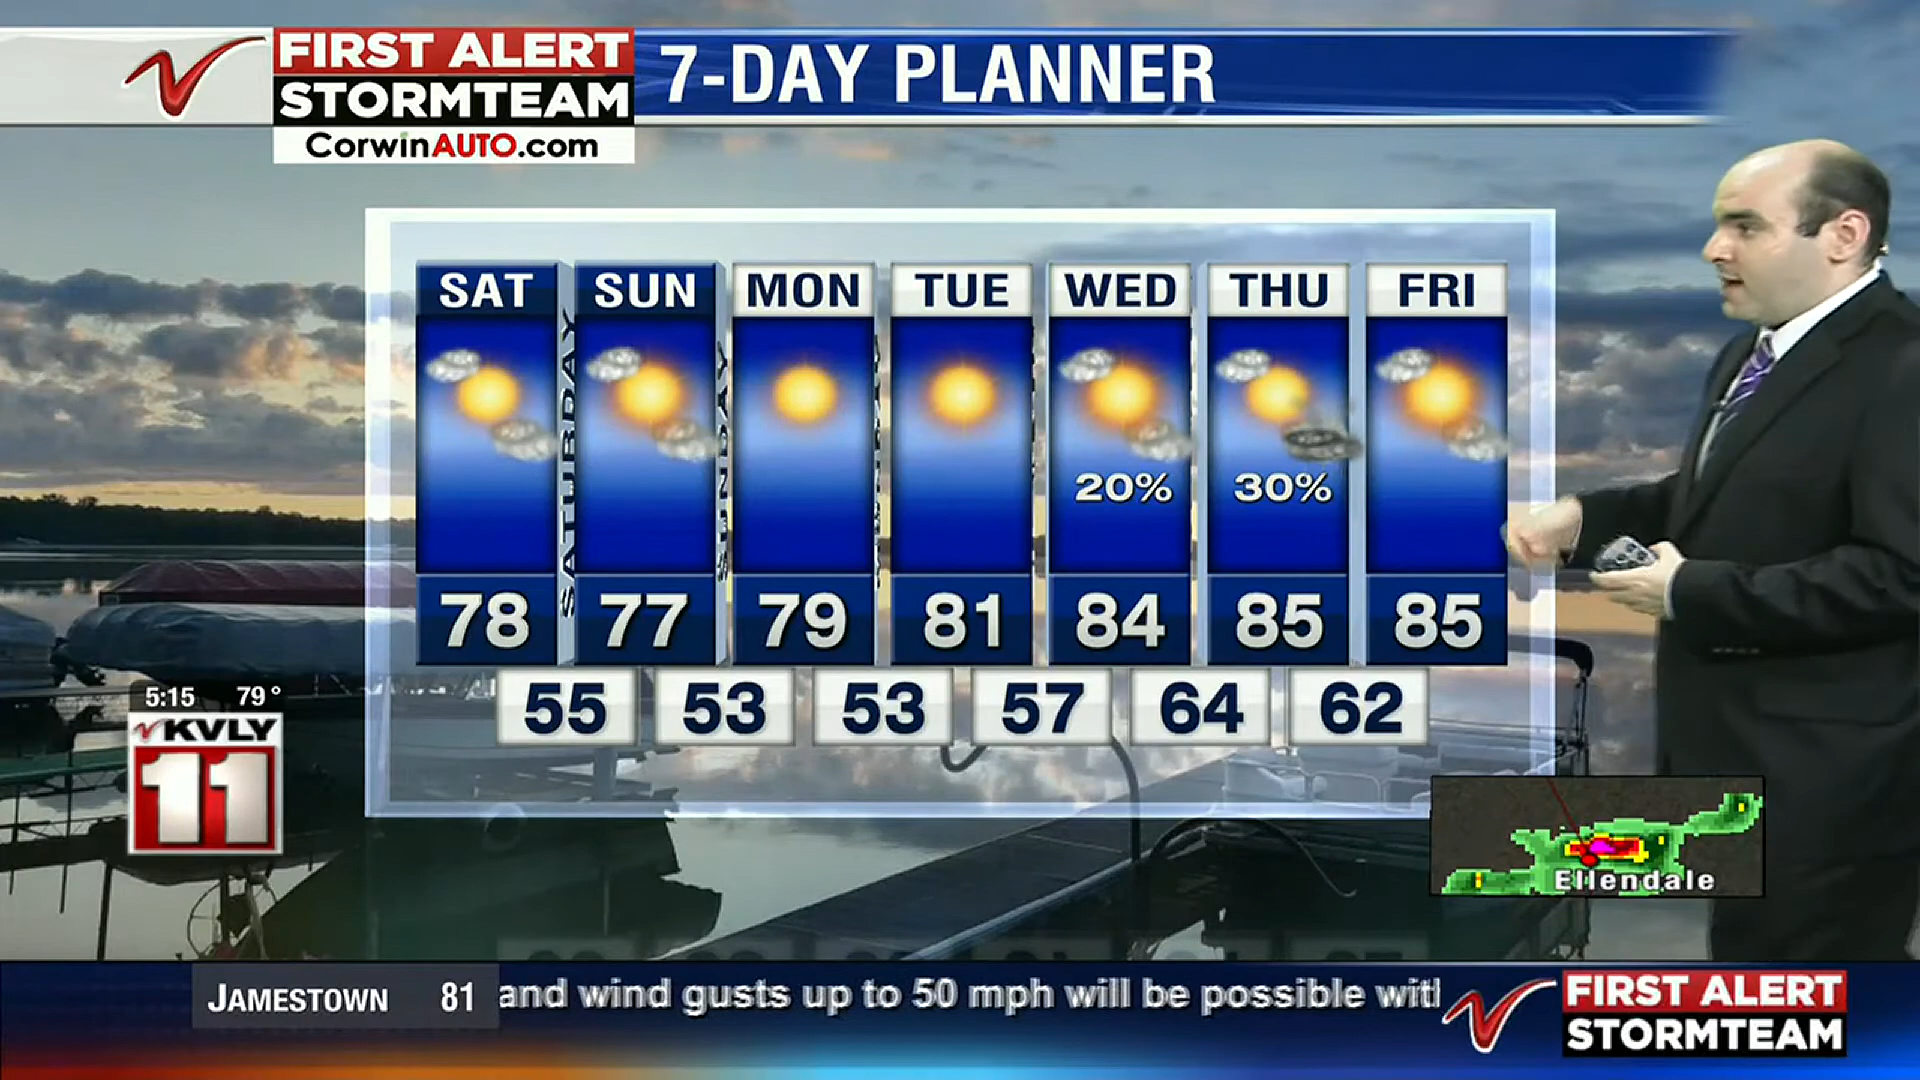 FIRST ALERT
STORMTEAM
CorwinAUTO.com
7-DAY PLANNER
SAT SUN MON TUE WED THU FRI
SATURDAY
SUNDAY
20% 30%
78 77 79 81 84 85 85
55 53 53 57 64 62
5:15 79°
KVLY
11
Ellendale
JAMESTOWN 81 and wind gusts up to 50 mph will be possible with
FIRST ALERT
STORMTEAM